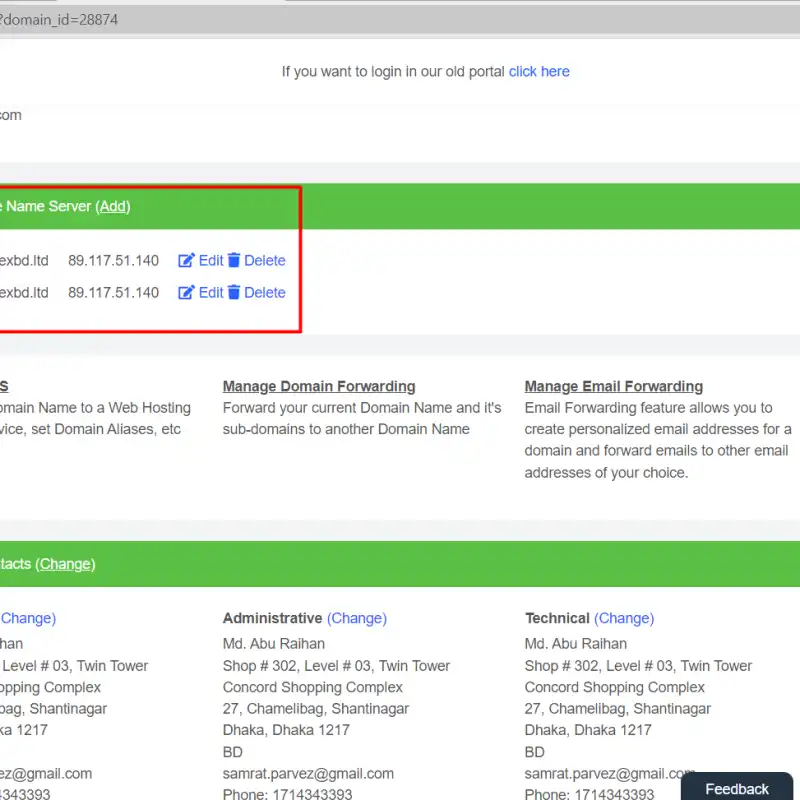 ?domain_id=28874
If you want to login in our old portal click here
com
e Name Server (Add)
exbd.ltd 89.117.51.140 Edit Delete
exbd.ltd 89.117.51.140 Edit Delete
S
omain Name to a Web Hosting
vice, set Domain Aliases, etc
Manage Domain Forwarding
Forward your current Domain Name and it's
sub-domains to another Domain Name
Manage Email Forwarding
Email Forwarding feature allows you to
create personalized email addresses for a
domain and forward emails to other email
addresses of your choice.
tacts (Change)
Change)
han
Level # 03, Twin Tower
opping Complex
bag, Shantinagar
ka 1217
ez@gmail.com
4343393
Administrative (Change)
Md. Abu Raihan
Shop # 302, Level # 03, Twin Tower
Concord Shopping Complex
27, Chamelibag, Shantinagar
Dhaka, Dhaka 1217
BD
samrat.parvez@gmail.com
Phone: 1714343393
Technical (Change)
Md. Abu Raihan
Shop # 302, Level # 03, Twin Tower
Concord Shopping Complex
27, Chamelibag, Shantinagar
Dhaka, Dhaka 1217
BD
samrat.parvez@gmail.com
Phone: 1714343393
Feedback